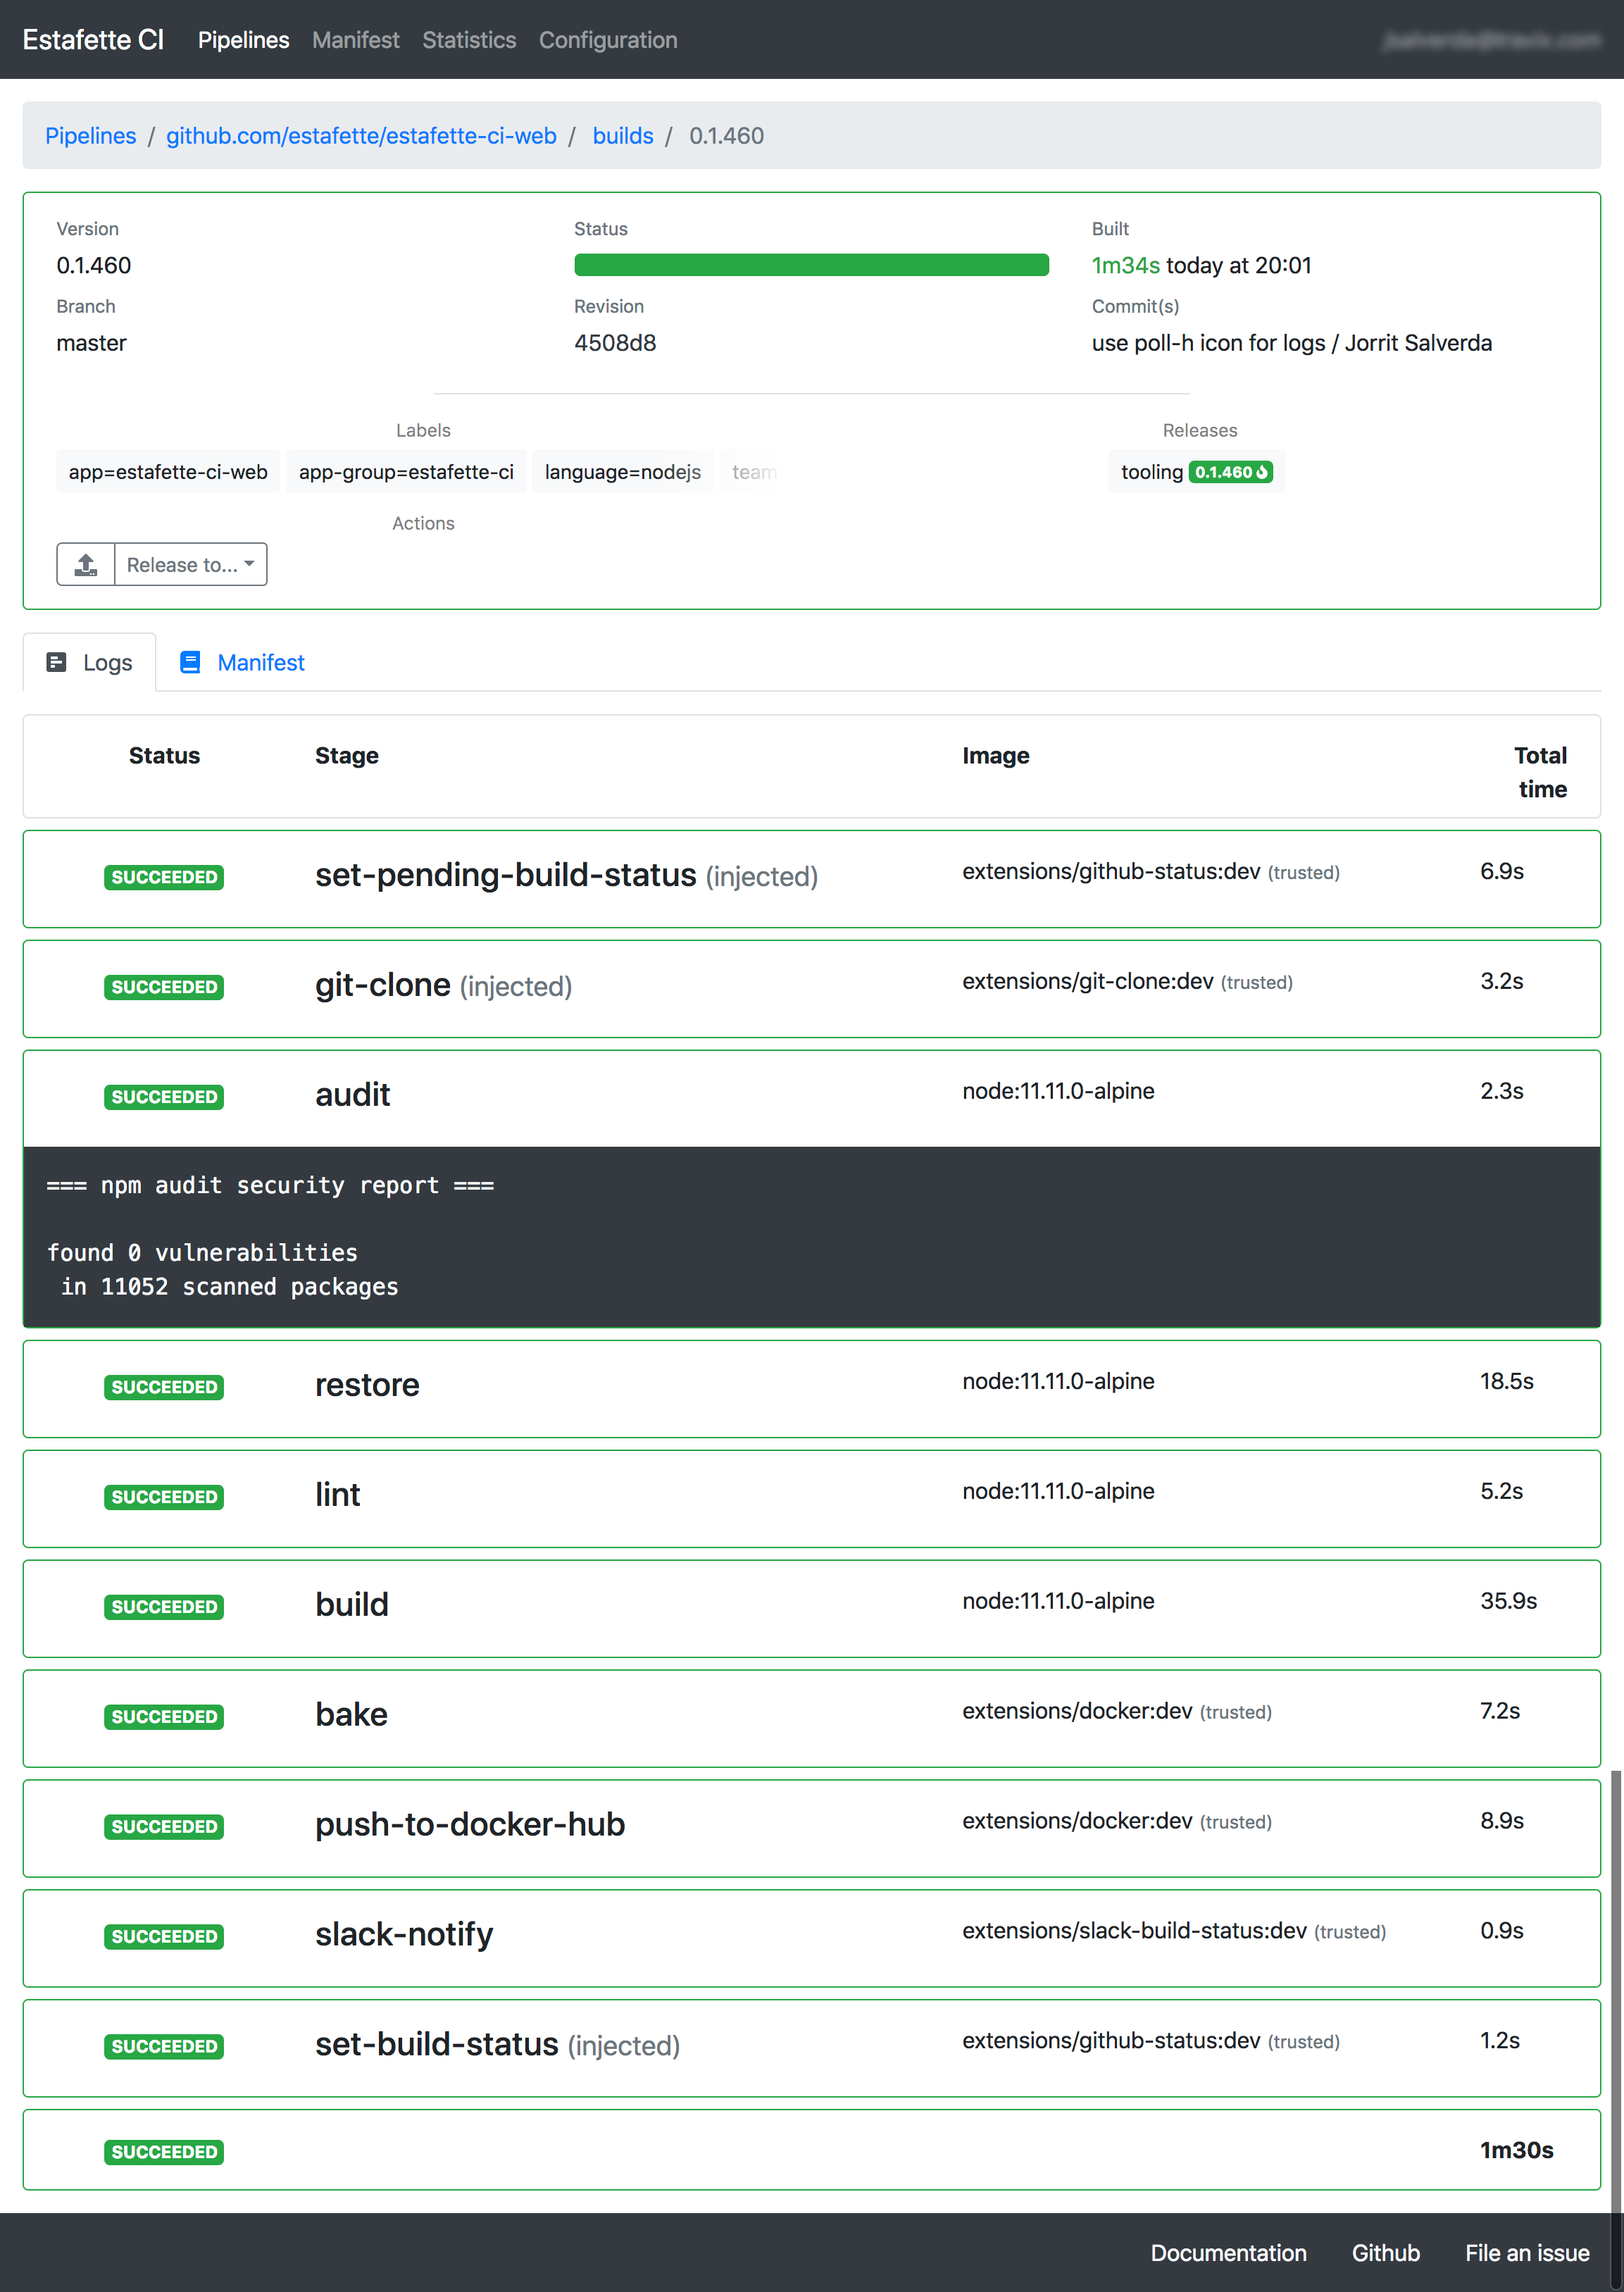 Estafette CI Pipelines Manifest Statistics Configuration
Pipelines / github.com/estafette/estafette-ci-web / builds / 0.1.460
Version Status Built
0.1.460 1m34s today at 20:01
Branch Revision Commit(s)
master 4508d8 use poll-h icon for logs / Jorrit Salverda
Labels Releases
app=estafette-ci-web app-group=estafette-ci language=nodejs team tooling 0.1.460
Actions
Release to...
Logs Manifest
Status Stage Image Total
time
SUCCEEDED set-pending-build-status (injected) extensions/github-status:dev (trusted) 6.9s
SUCCEEDED git-clone (injected) extensions/git-clone:dev (trusted) 3.2s
SUCCEEDED audit node:11.11.0-alpine 2.3s
=== npm audit security report ===
found 0 vulnerabilities
in 11052 scanned packages
SUCCEEDED restore node:11.11.0-alpine 18.5s
SUCCEEDED lint node:11.11.0-alpine 5.2s
SUCCEEDED build node:11.11.0-alpine 35.9s
SUCCEEDED bake extensions/docker:dev (trusted) 7.2s
SUCCEEDED push-to-docker-hub extensions/docker:dev (trusted) 8.9s
SUCCEEDED slack-notify extensions/slack-build-status:dev (trusted) 0.9s
SUCCEEDED set-build-status (injected) extensions/github-status:dev (trusted) 1.2s
SUCCEEDED 1m30s
Documentation Github File an issue